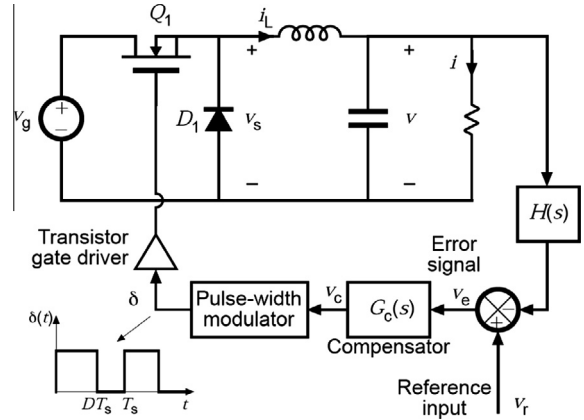 Q1
iL
i
+
+
+
−
vg
D1
vs
v
−
−
H(s)
Transistor
gate driver
Error
signal
δ
Pulse-width
modulator
vc
Gc(s)
ve
−
+
Compensator
δ(t)
DTs
Ts
t
Reference
input
vr